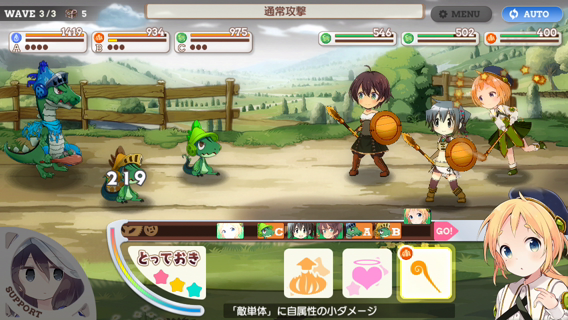 WAVE 3/3 5
通常攻撃
MENU
AUTO
1419
934
975
546
502
400
A
B
C
219
C
A
B
GO!
とっておき
SUPPORT
「敵単体」に自属性の小ダメージ